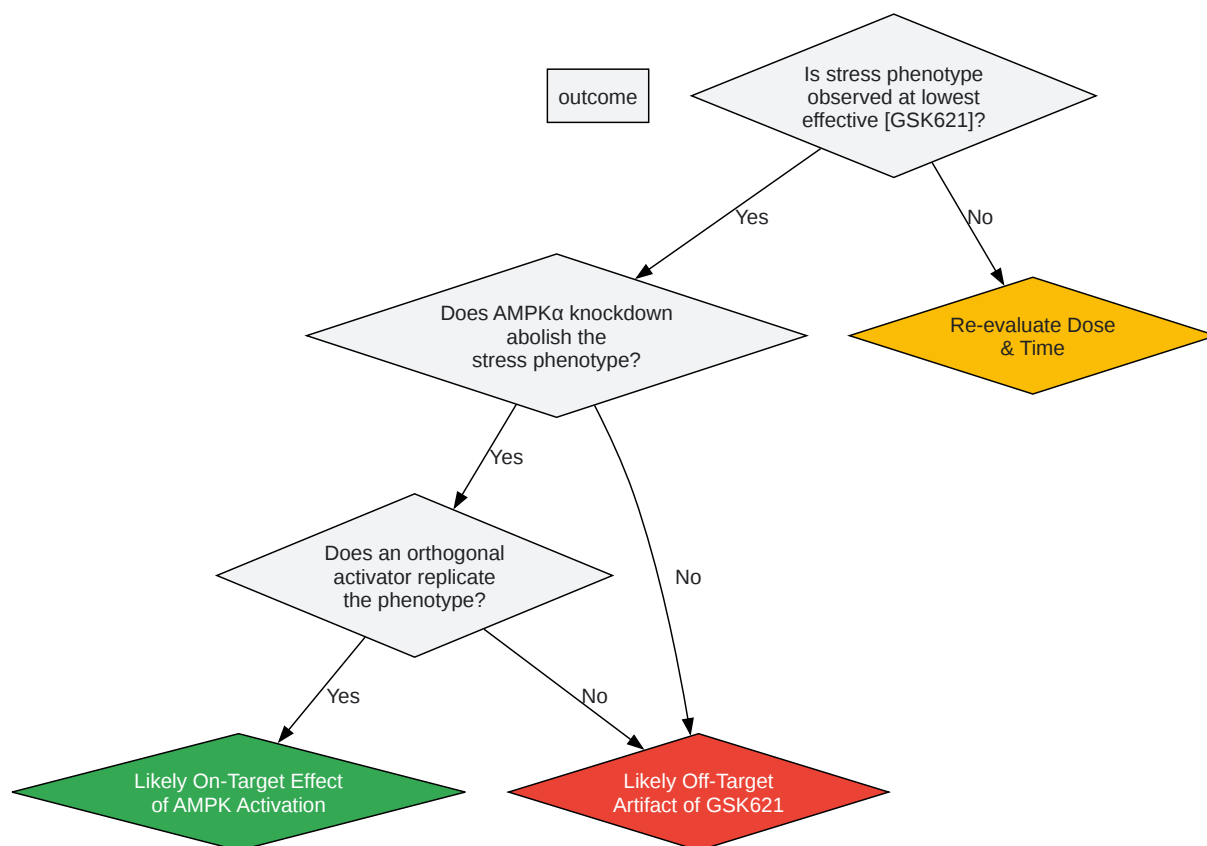 Is stress phenotype
observed at lowest
effective [GSK621]?
outcome
Yes
No
Does AMPKα knockdown
abolish the
stress phenotype?
Re-evaluate Dose
& Time
Yes
No
Does an orthogonal
activator replicate
the phenotype?
Yes
No
Likely On-Target Effect
of AMPK Activation
Likely Off-Target
Artifact of GSK621